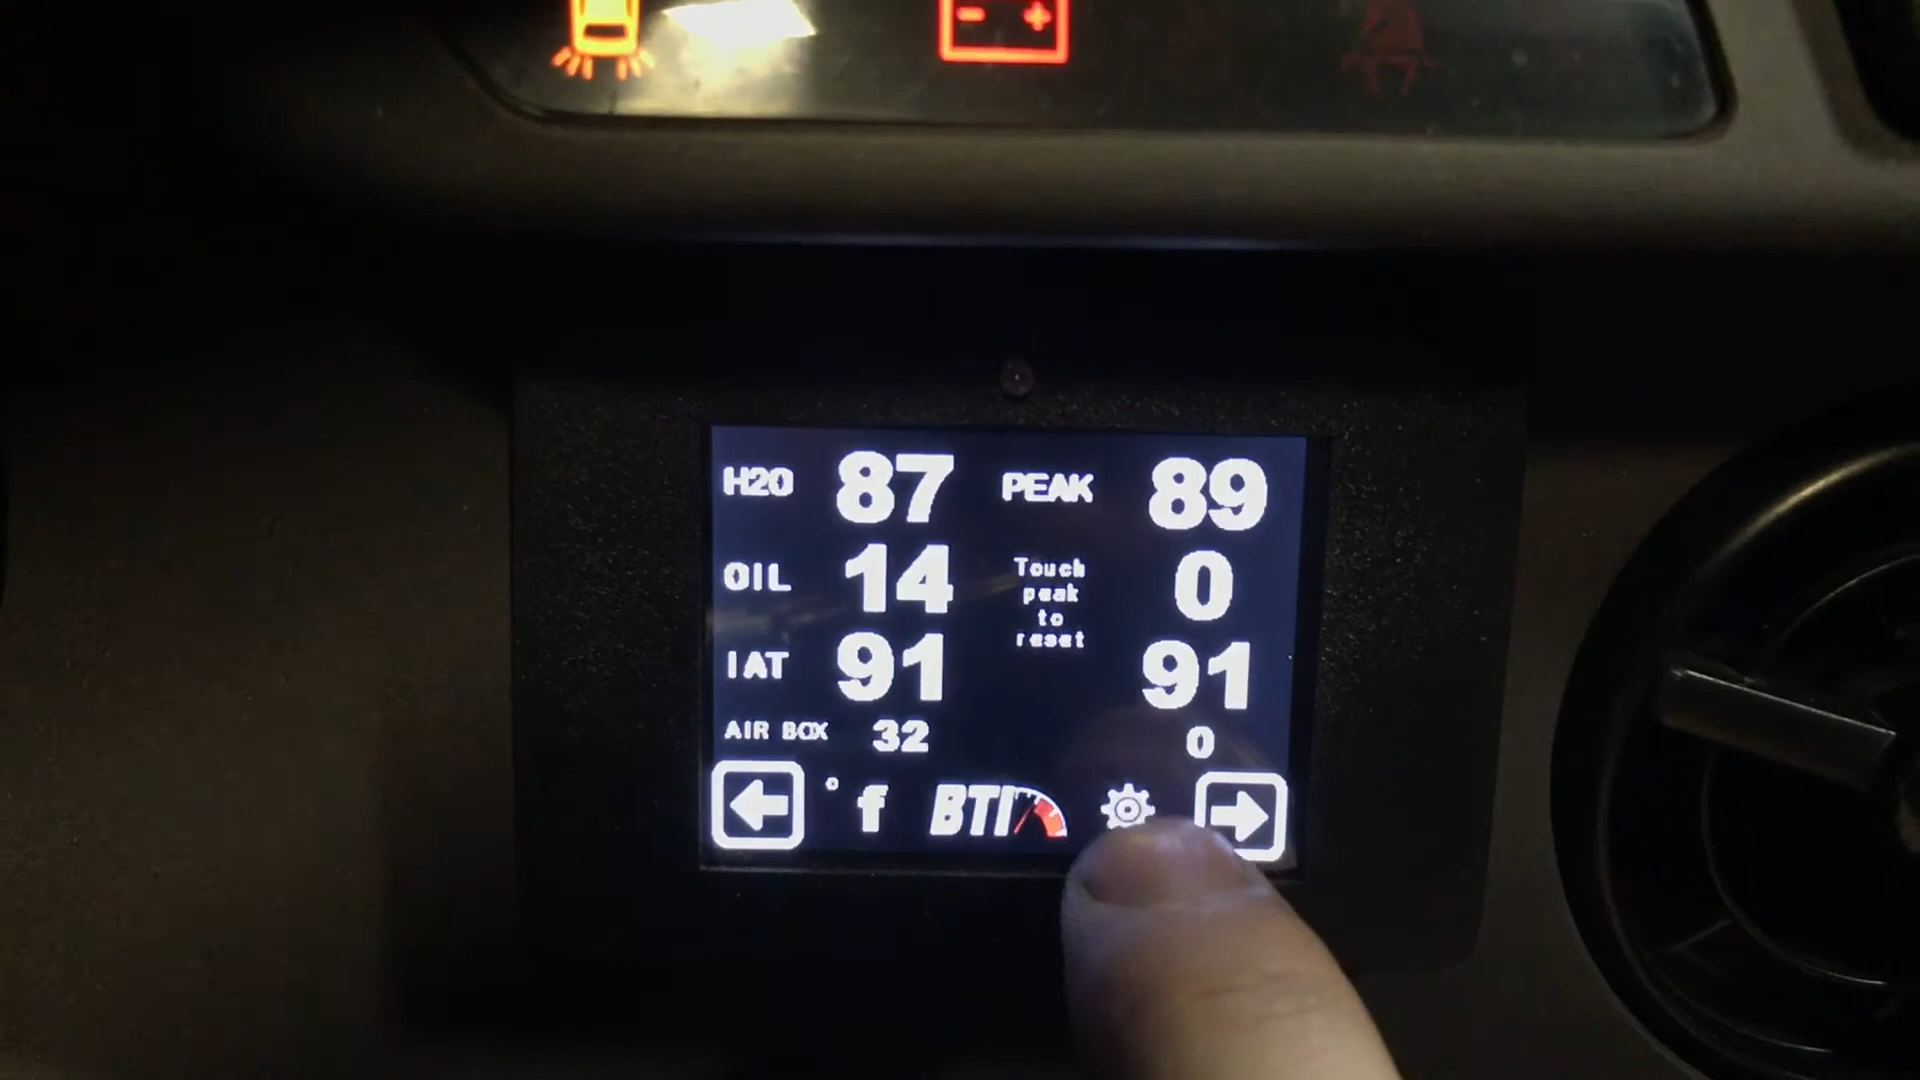 H2O 87 PEAK 89
OIL 14 Touch peak to reset 0
IAT 91 91
AIR BOX 32 0
° f BTI